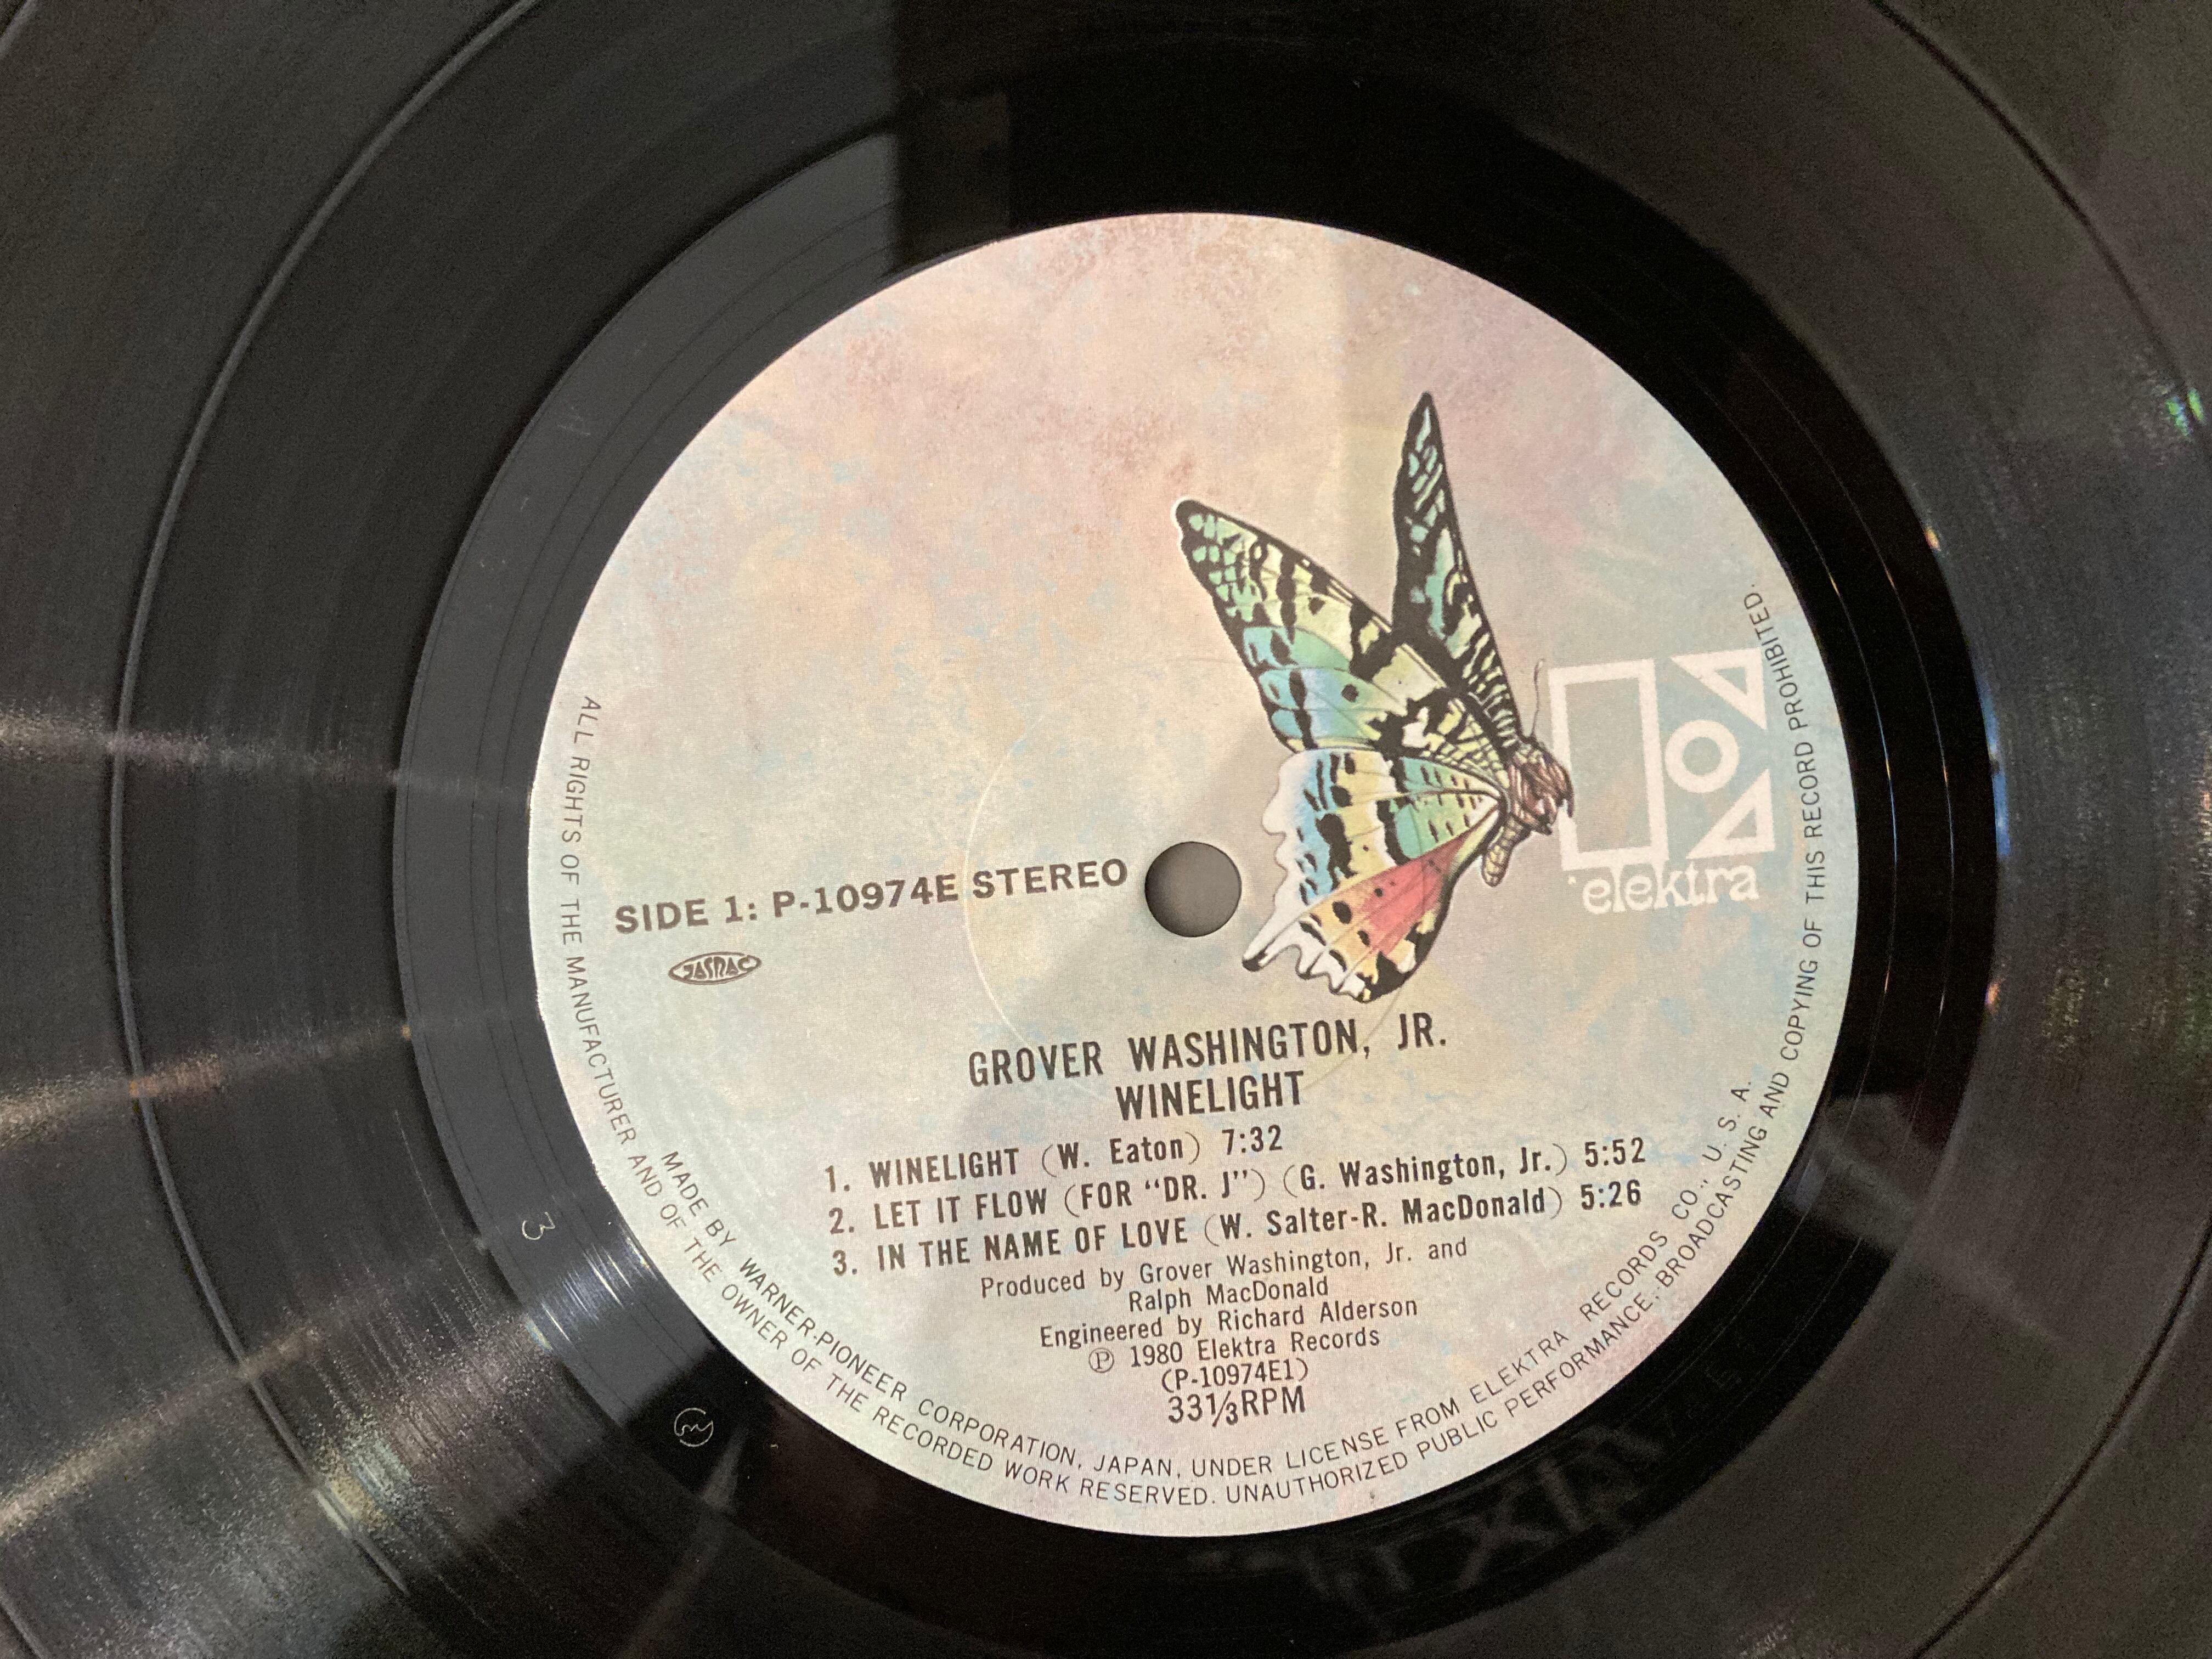 elektra
SIDE 1: P-10974E STEREO
JASRAC
GROVER WASHINGTON, JR.
WINELIGHT
1. WINELIGHT (W. Eaton) 7:32
2. LET IT FLOW (FOR “DR. J”) (G. Washington, Jr.) 5:52
3. IN THE NAME OF LOVE (W. Salter-R. MacDonald) 5:26
Produced by Grover Washington, Jr. and
Ralph MacDonald
Engineered by Richard Alderson
Ⓟ 1980 Elektra Records
(P-10974E1)
33⅓RPM
MADE BY WARNER-PIONEER CORPORATION, JAPAN, UNDER LICENSE FROM ELEKTRA RECORDS CO., U. S. A.
ALL RIGHTS OF THE MANUFACTURER AND OF THE OWNER OF THE RECORDED WORK RESERVED. UNAUTHORIZED PUBLIC PERFORMANCE, BROADCASTING AND COPYING OF THIS RECORD PROHIBITED.
3